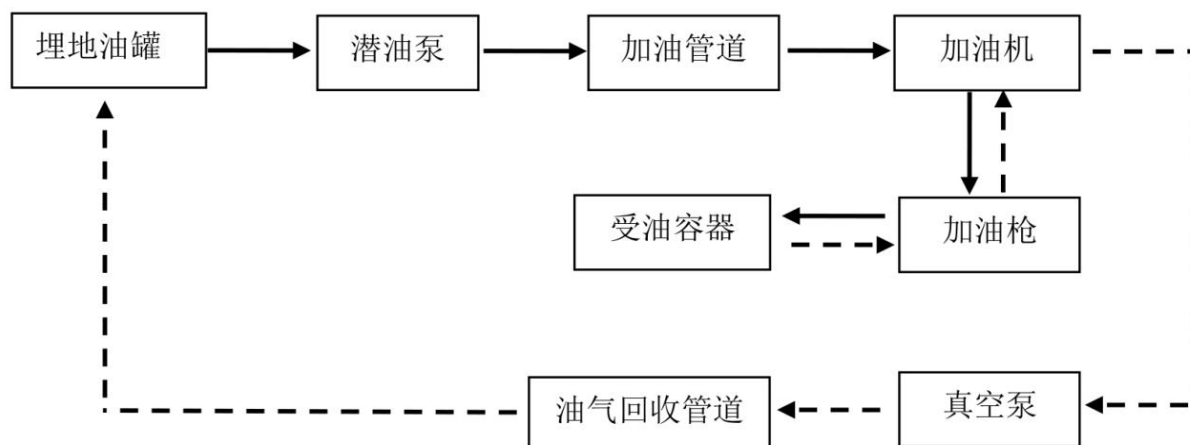 埋地油罐
潜油泵
加油管道
加油机
受油容器
加油枪
油气回收管道
真空泵